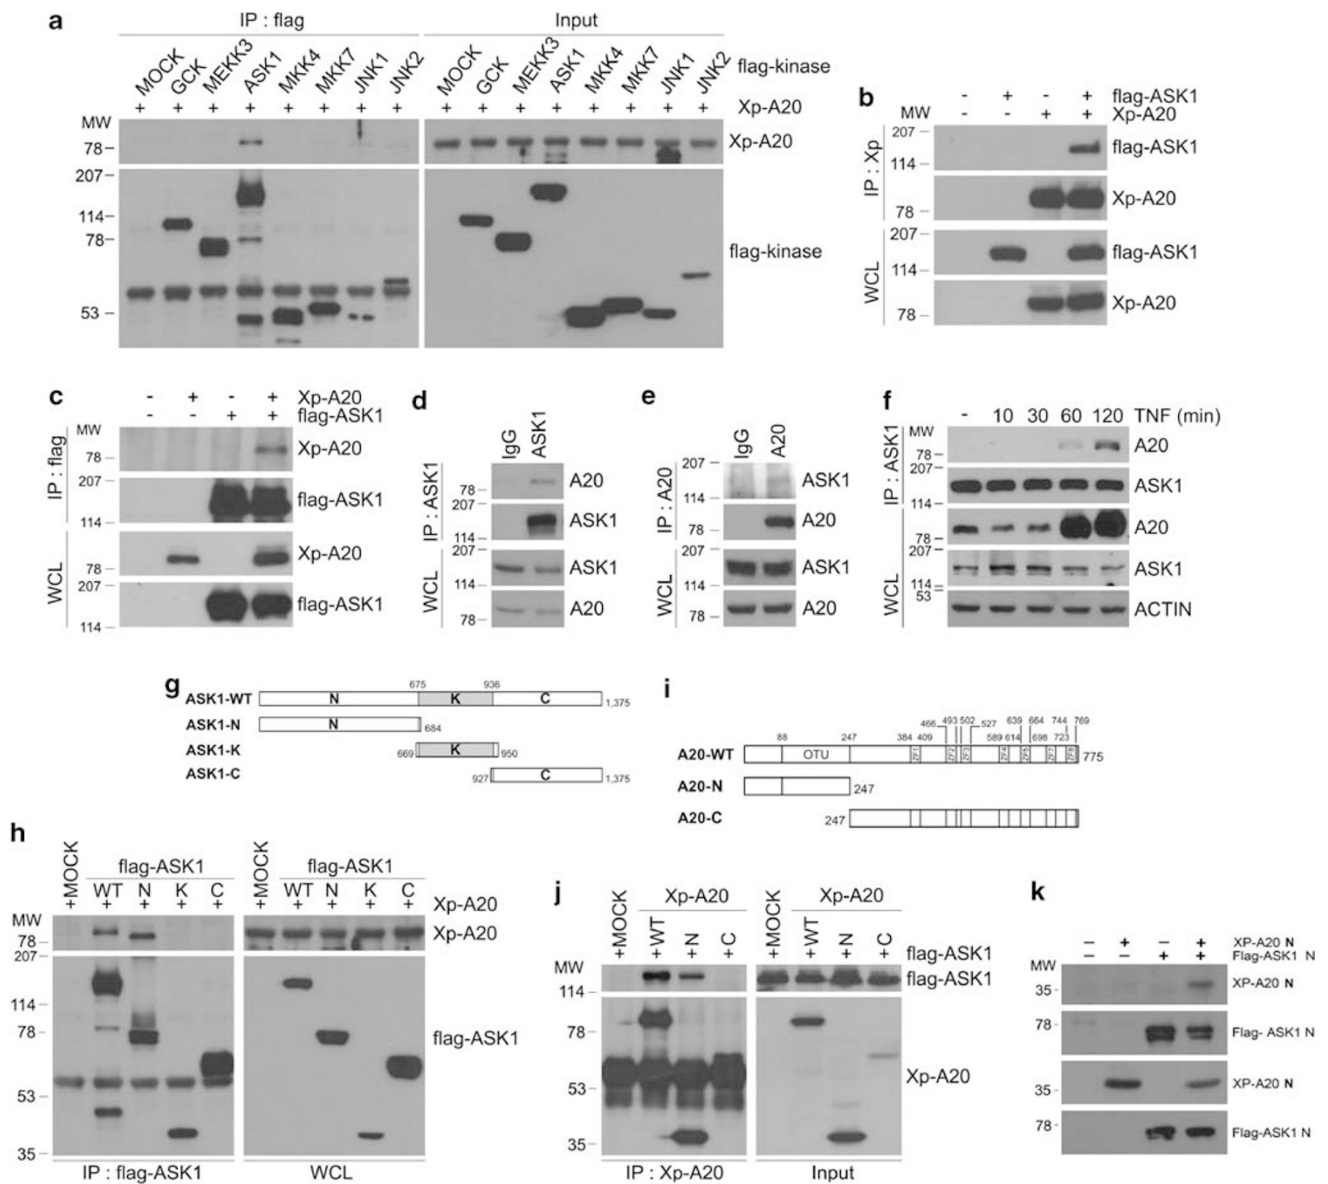 a
IP : flag Input
MOCK GCK MEKK3 ASK1 MKK4 MKK7 JNK1 JNK2 MOCK GCK MEKK3 ASK1 MKK4 MKK7 JNK1 JNK2 flag-kinase
+ + + + + + + + + + + + + + + + Xp-A20
MW
78 Xp-A20
207
114
78
flag-kinase
53
b
- + - + flag-ASK1
- - + + Xp-A20
MW
IP : Xp
207
flag-ASK1
114
Xp-A20
78
WCL
207
flag-ASK1
114
Xp-A20
78
c
- + - + Xp-A20
- - + + flag-ASK1
MW
IP : flag
Xp-A20
78
207
flag-ASK1
114
WCL
Xp-A20
78
207
flag-ASK1
114
d
IgG ASK1
IP : ASK1
A20
78
207
ASK1
114
WCL
207
ASK1
114
A20
78
e
IgG A20
IP : A20
207
ASK1
114
A20
78
WCL
207
ASK1
114
A20
78
f
- 10 30 60 120 TNF (min)
MW
IP : ASK1
A20
78
207
ASK1
114
WCL
A20
78
207
ASK1
114
53
ACTIN
g
675 936
ASK1-WT N K C 1,375
ASK1-N N 684
ASK1-K 669 K 950
ASK1-C 927 C 1,375
i
493 502 639 664 744 769
466 527
88 247 384 409 589 614 698 723
A20-WT OTU ZF1 ZF2 ZF3 ZF4 ZF5 ZF7 ZF8 775
A20-N 247
A20-C 247
h
MOCK flag-ASK1 MOCK flag-ASK1
WT N K C WT N K C
+ + + + + + + + + + Xp-A20
MW
78 Xp-A20
207
114
78 flag-ASK1
53
35
IP : flag-ASK1 WCL
j
MOCK Xp-A20 MOCK Xp-A20
WT N C WT N C
+ + + + + + + + flag-ASK1
MW
flag-ASK1
114
78
Xp-A20
53
35
IP : Xp-A20 Input
k
– + – + XP-A20 N
– – + + Flag-ASK1 N
MW
35 XP-A20 N
78 Flag- ASK1 N
35 XP-A20 N
78 Flag-ASK1 N